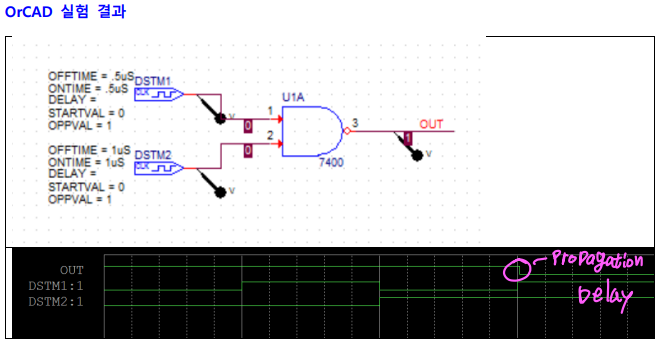 OrCAD 실험 결과
OFFTIME = .5uS
ONTIME = .5uS
DELAY =
STARTVAL = 0
OPPVAL = 1
DSTM1
CLK
V
0
1
U1A
2
0
3
7400
OUT
1
V
OFFTIME = 1uS
ONTIME = 1uS
DELAY =
STARTVAL = 0
OPPVAL = 1
DSTM2
CLK
V
OUT
DSTM1:1
DSTM2:1
Propagation
Delay